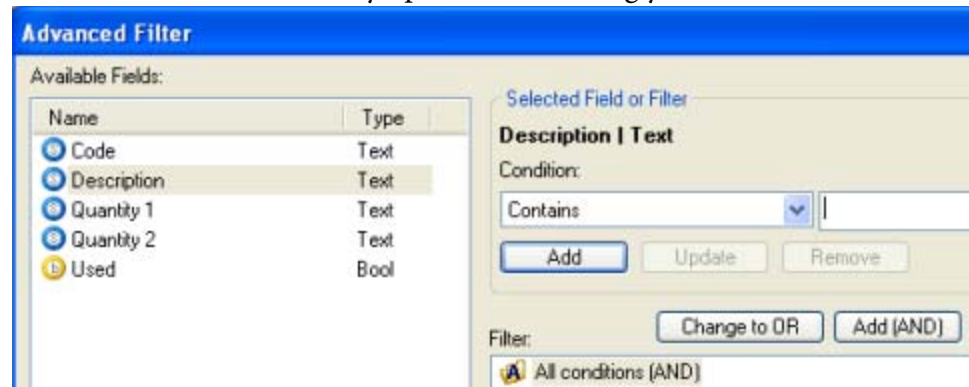 Advanced Filter
Available Fields:
Name Type
Code Text
Description Text
Quantity 1 Text
Quantity 2 Text
Used Bool
Selected Field or Filter
Description | Text
Condition:
Contains
Add Update Remove
Change to OR Add (AND)
Filter:
All conditions (AND)